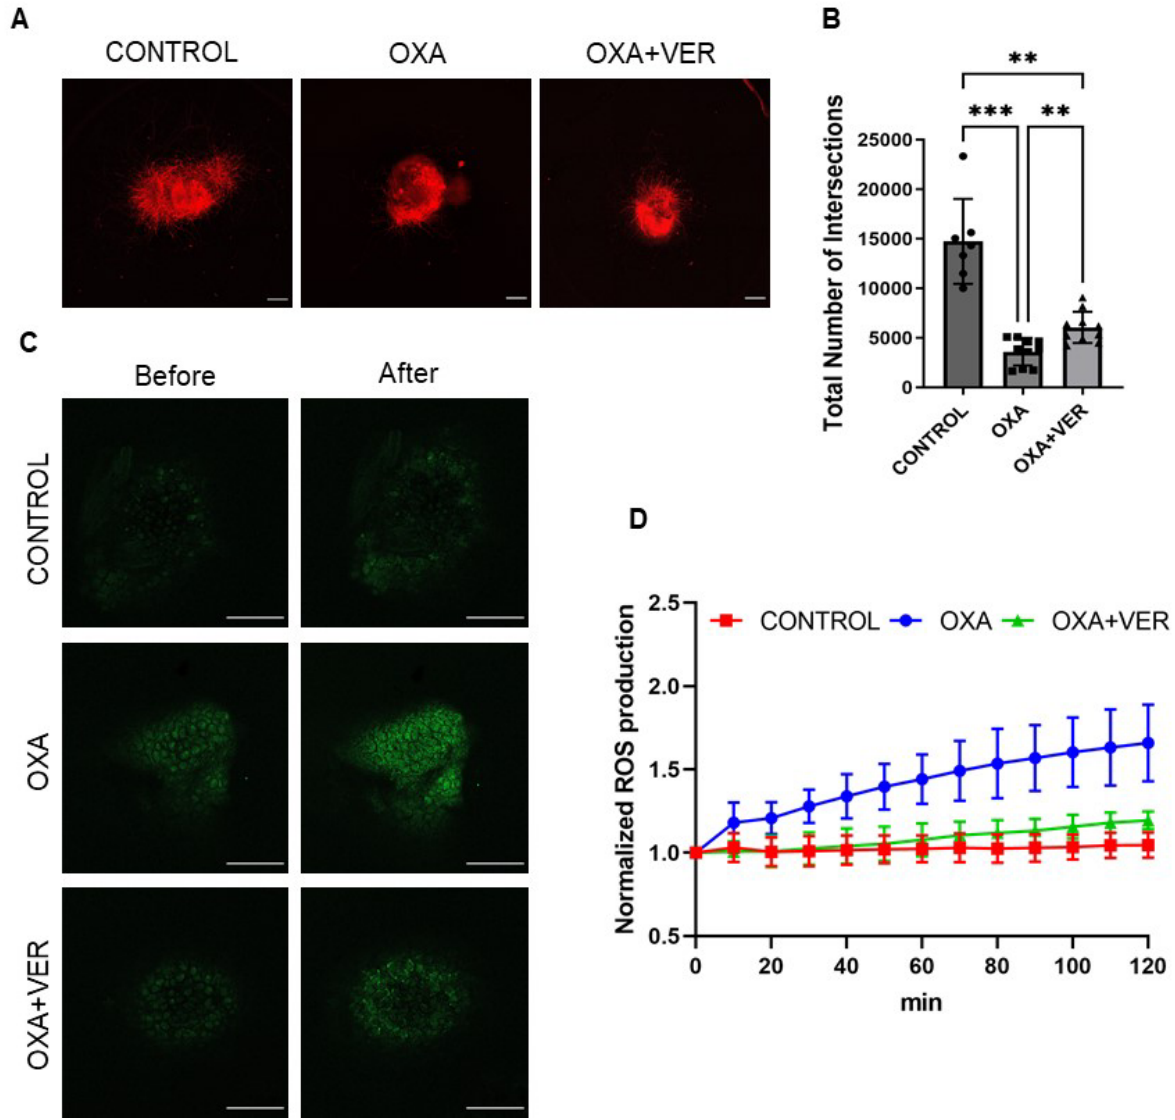 A
CONTROL OXA OXA+VER
B
** 
*** **
Total Number of Intersections
25000
20000
15000
10000
5000
0
CONTROL OXA OXA+VER
C
Before After
CONTROL
OXA
OXA+VER
D
Normalized ROS production
CONTROL OXA OXA+VER
2.5
2.0
1.5
1.0
0.5
0 20 40 60 80 100 120
min